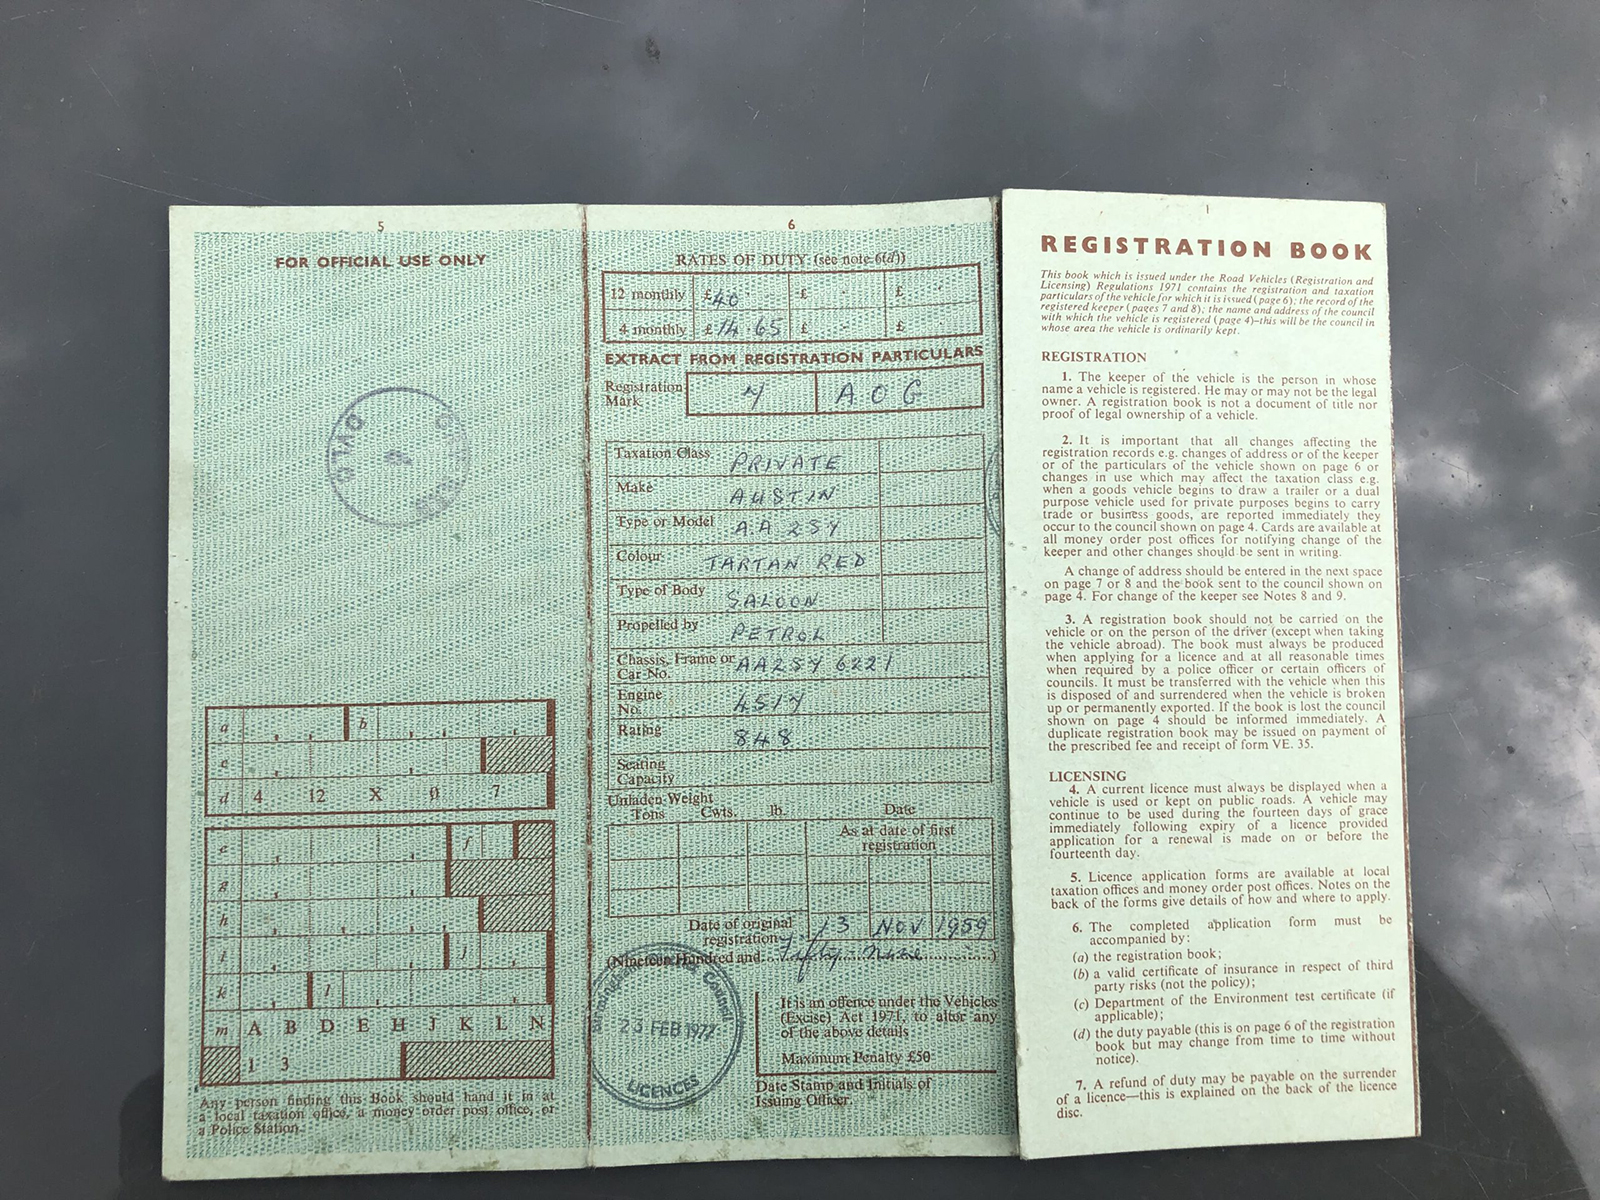 5
FOR OFFICIAL USE ONLY
DVLC
a b
c
d 4 12 X 0 7
e f
g
h
i j
k l
m A B D E H J K L N
1 3
Any person finding this Book should hand it in at
a local taxation office, a money order post office, or
a Police Station.
6
RATES OF DUTY (see note 6(d))
12 monthly £40 £ £
4 monthly £14.65 £ £
EXTRACT FROM REGISTRATION PARTICULARS
Registration
Mark AOG
Taxation Class PRIVATE
Make AUSTIN
Type or Model AA2SY
Colour TARTAN RED
Type of Body SALOON
Propelled by PETROL
Chassis, Frame or
Car No. AA2SY 6221
Engine
No.
Rating 848
Seating
Capacity
Unladen Weight
Tons Cwts. lb. Date
As at date of first
registration
Date of original
registration 13 NOV 1959
(Nineteen Hundred and Fifty Nine)
Council
23 FEB 1972
LICENCES
It is an offence under the Vehicles
(Excise) Act 1971, to alter any
of the above details
Maximum Penalty £50
Date Stamp and Initials of
Issuing Officer.
1
REGISTRATION BOOK
This book which is issued under the Road Vehicles (Registration and
Licensing) Regulations 1971 contains the registration and taxation
particulars of the vehicle for which it is issued (page 6); the record of the
registered keeper (pages 7 and 8); the name and address of the council
with which the vehicle is registered (page 4)–this will be the council in
whose area the vehicle is ordinarily kept.
REGISTRATION
1. The keeper of the vehicle is the person in whose
name a vehicle is registered. He may or may not be the legal
owner. A registration book is not a document of title nor
proof of legal ownership of a vehicle.
2. It is important that all changes affecting the
registration records e.g. changes of address or of the keeper
or of the particulars of the vehicle shown on page 6 or
changes in use which may affect the taxation class e.g.
when a goods vehicle begins to draw a trailer or a dual
purpose vehicle used for private purposes begins to carry
trade or business goods, are reported immediately they
occur to the council shown on page 4. Cards are available at
all money order post offices for notifying change of the
keeper and other changes should be sent in writing.
A change of address should be entered in the next space
on page 7 or 8 and the book sent to the council shown on
page 4. For change of the keeper see Notes 8 and 9.
3. A registration book should not be carried on the
vehicle or on the person of the driver (except when taking
the vehicle abroad). The book must always be produced
when applying for a licence and at all reasonable times
when required by a police officer or certain officers of
councils. It must be transferred with the vehicle when this
is disposed of and surrendered when the vehicle is broken
up or permanently exported. If the book is lost the council
shown on page 4 should be informed immediately. A
duplicate registration book may be issued on payment of
the prescribed fee and receipt of form VE. 35.
LICENSING
4. A current licence must always be displayed when a
vehicle is used or kept on public roads. A vehicle may
continue to be used during the fourteen days of grace
immediately following expiry of a licence provided
application for a renewal is made on or before the
fourteenth day.
5. Licence application forms are available at local
taxation offices and money order post offices. Notes on the
back of the forms give details of how and where to apply.
6. The completed application form must be
accompanied by:
(a) the registration book;
(b) a valid certificate of insurance in respect of third
party risks (not the policy);
(c) Department of the Environment test certificate (if
applicable);
(d) the duty payable (this is on page 6 of the registration
book but may change from time to time without
notice).
7. A refund of duty may be payable on the surrender
of a licence—this is explained on the back of the licence
disc.